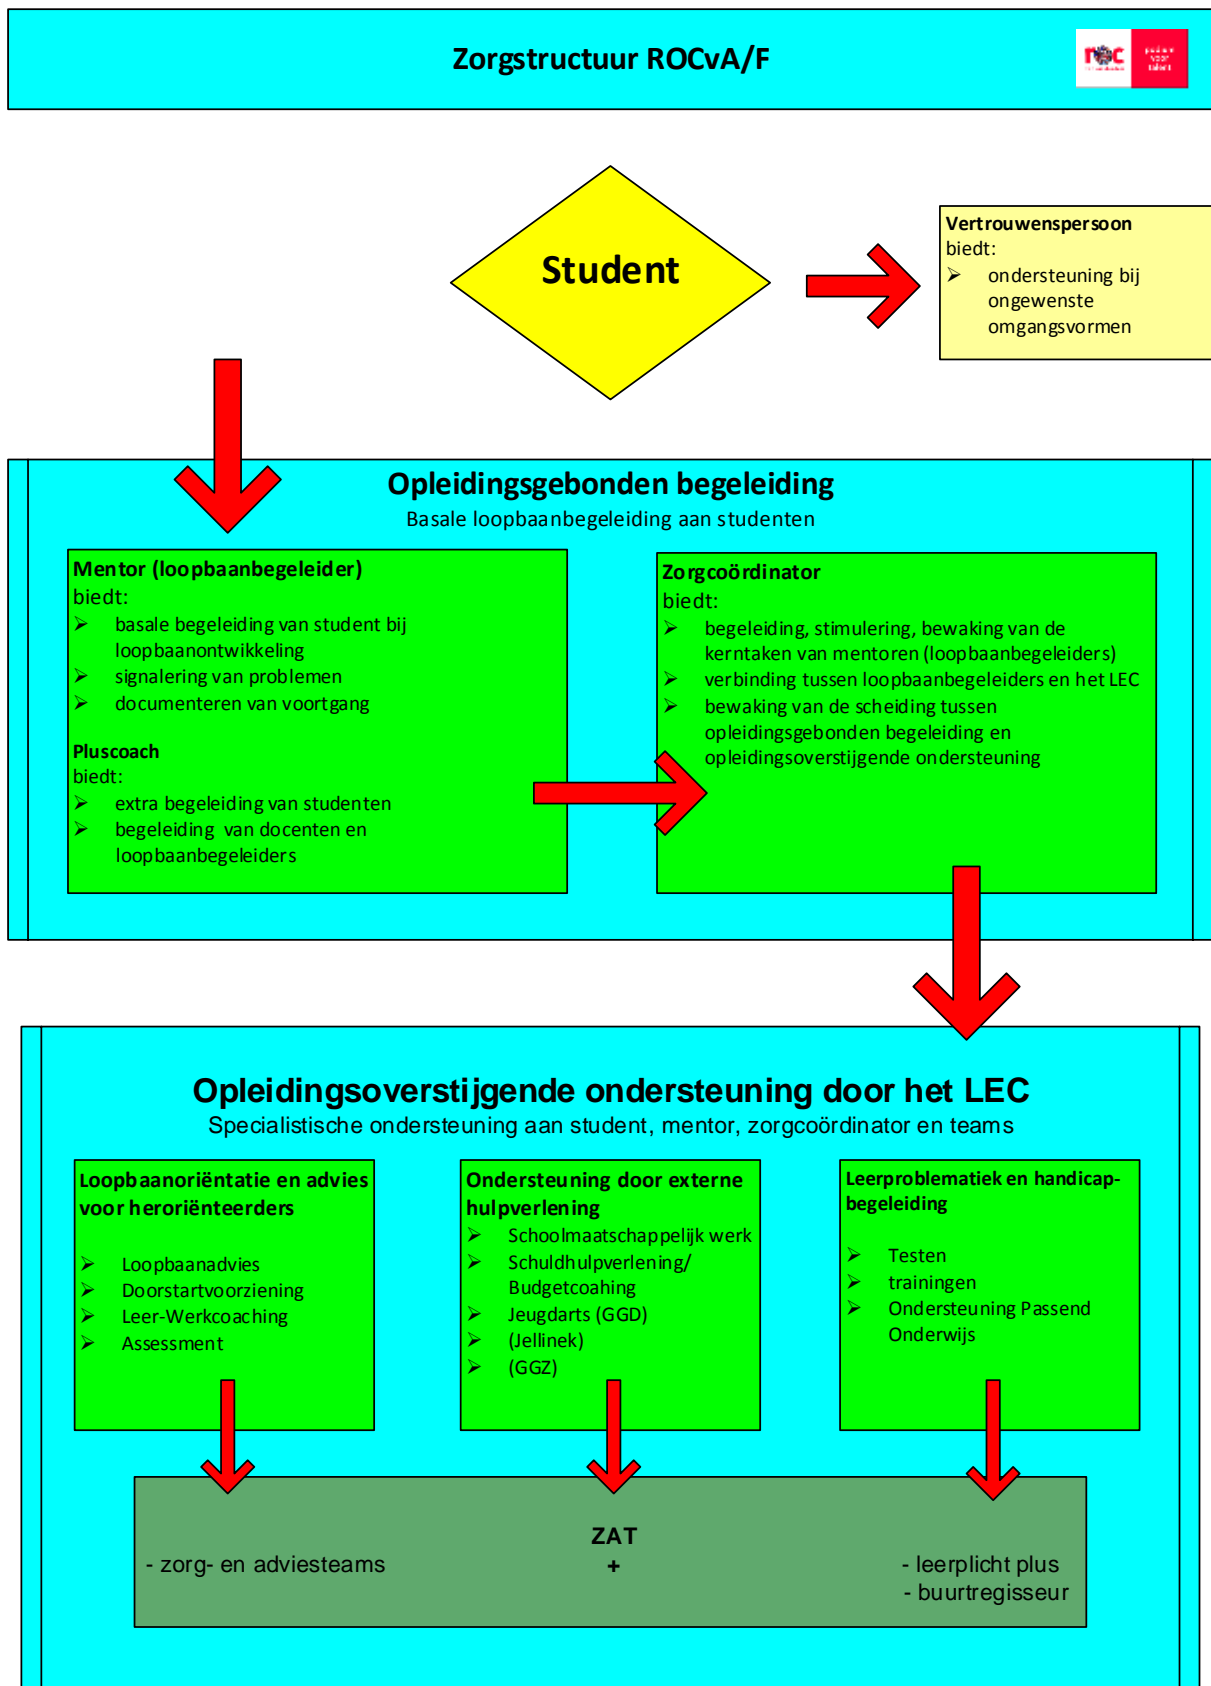 Zorgstructuur ROCvA/F
roc
podium
voor
talent
Student
Vertrouwenspersoon
biedt:
➢ ondersteuning bij
ongewenste
omgangsvormen
Opleidingsgebonden begeleiding
Basale loopbaanbegeleiding aan studenten
Mentor (loopbaanbegeleider)
biedt:
➢ basale begeleiding van student bij
loopbaanontwikkeling
➢ signalering van problemen
➢ documenteren van voortgang
Pluscoach
biedt:
➢ extra begeleiding van studenten
➢ begeleiding van docenten en
loopbaanbegeleiders
Zorgcoördinator
biedt:
➢ begeleiding, stimulering, bewaking van de
kerntaken van mentoren (loopbaanbegeleiders)
➢ verbinding tussen loopbaanbegeleiders en het LEC
➢ bewaking van de scheiding tussen
opleidingsgebonden begeleiding en
opleidingsoverstijgende ondersteuning
Opleidingsoverstijgende ondersteuning door het LEC
Specialistische ondersteuning aan student, mentor, zorgcoördinator en teams
Loopbaanoriëntatie en advies
voor heroriënteerders
➢ Loopbaanadvies
➢ Doorstartvoorziening
➢ Leer-Werkcoaching
➢ Assessment
Ondersteuning door externe
hulpverlening
➢ Schoolmaatschappelijk werk
➢ Schuldhulpverlening/
Budgetcoahing
➢ Jeugdarts (GGD)
➢ (Jellinek)
➢ (GGZ)
Leerproblematiek en handicap-
begeleiding
➢ Testen
➢ trainingen
➢ Ondersteuning Passend
Onderwijs
ZAT
- zorg- en adviesteams + - leerplicht plus
- buurtregisseur